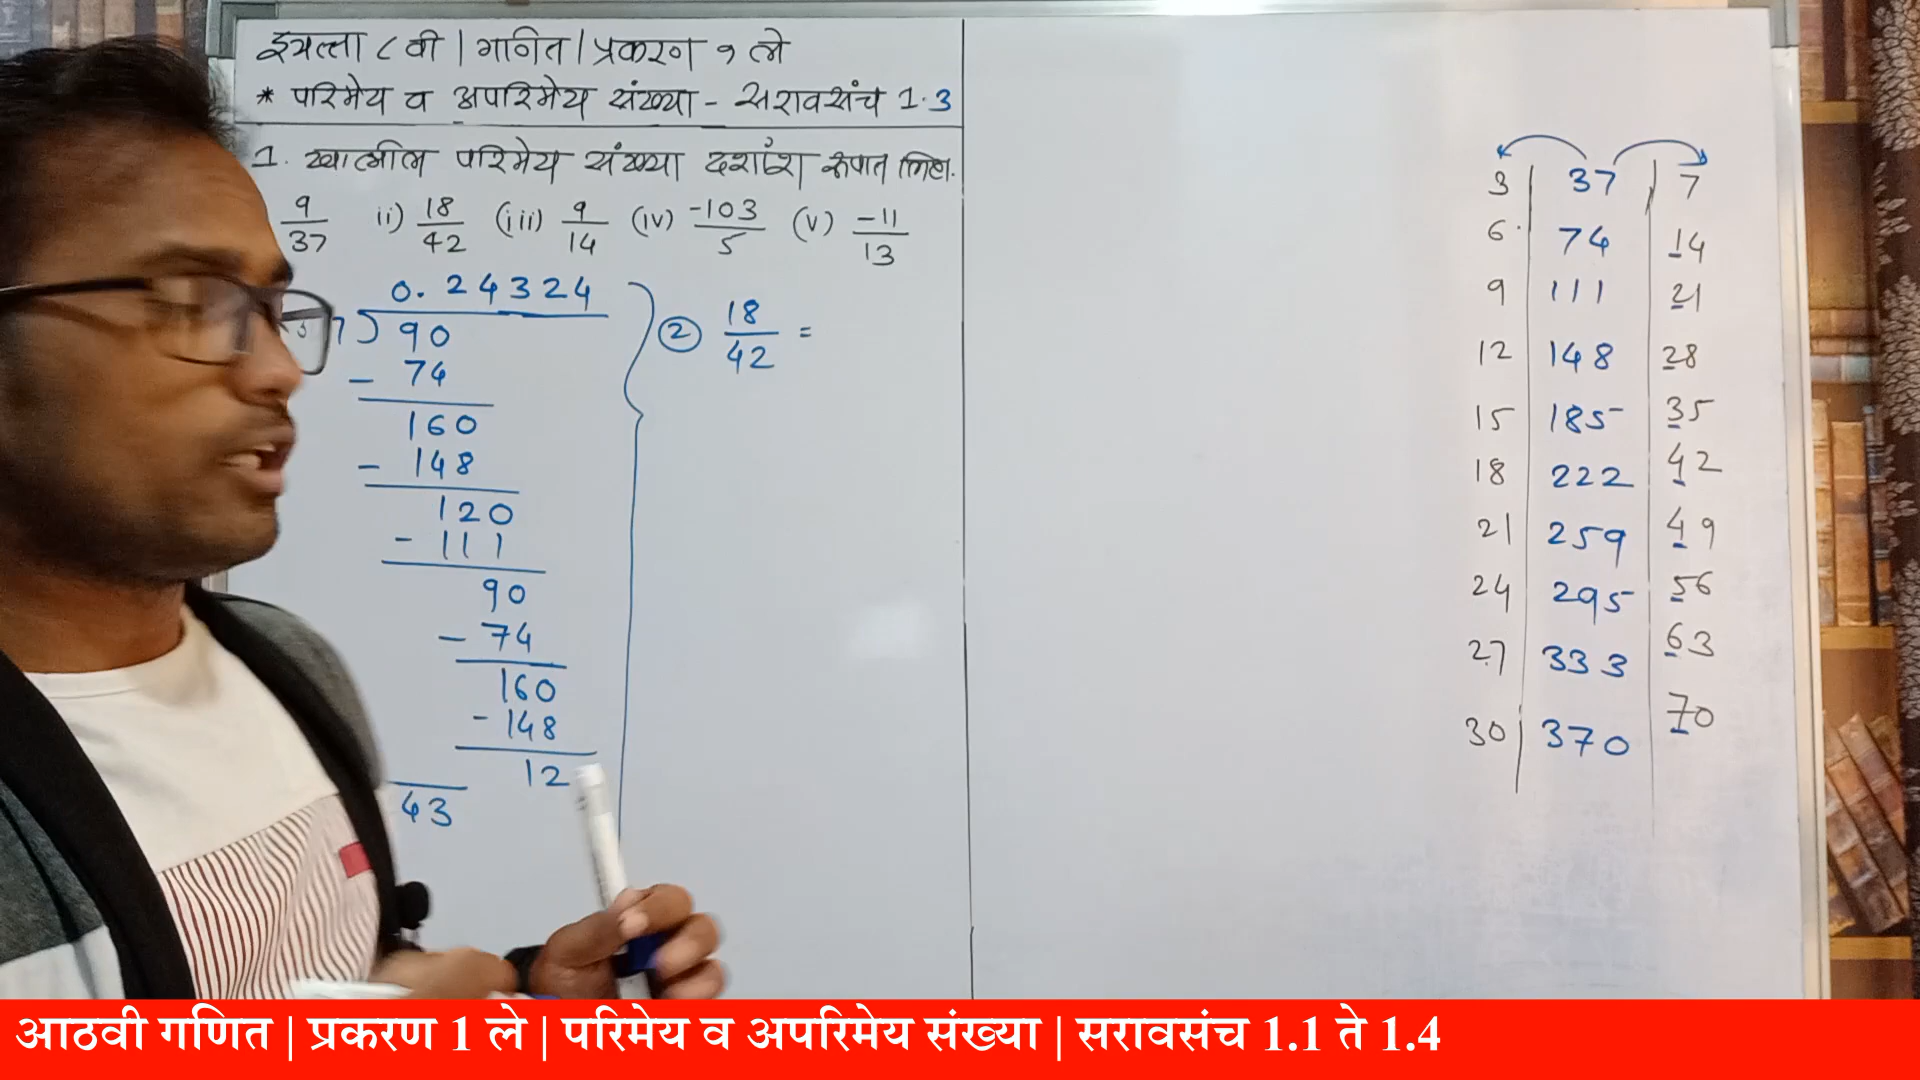 इयत्ता ८ वी | गणित | प्रकरण १ ले
* परिमेय व अपरिमेय संख्या - सरावसंच 1.3
1. खालील परिमेय संख्या दशांश रूपात लिहा.
9/37 ii) 18/42 (iii) 9/14 (iv) -103/5 (v) -11/13
0.24324
7 ) 90
- 74
160
- 148
120
- 111
90
- 74
160
- 148
12
43
② 18/42 =
3 | 37 | 7
6 | 74 | 14
9 | 111 | 21
12 | 148 | 28
15 | 185 | 35
18 | 222 | 42
21 | 259 | 49
24 | 295 | 56
27 | 333 | 63
30 | 370 | 70
आठवी गणित | प्रकरण 1 ले | परिमेय व अपरिमेय संख्या | सरावसंच 1.1 ते 1.4